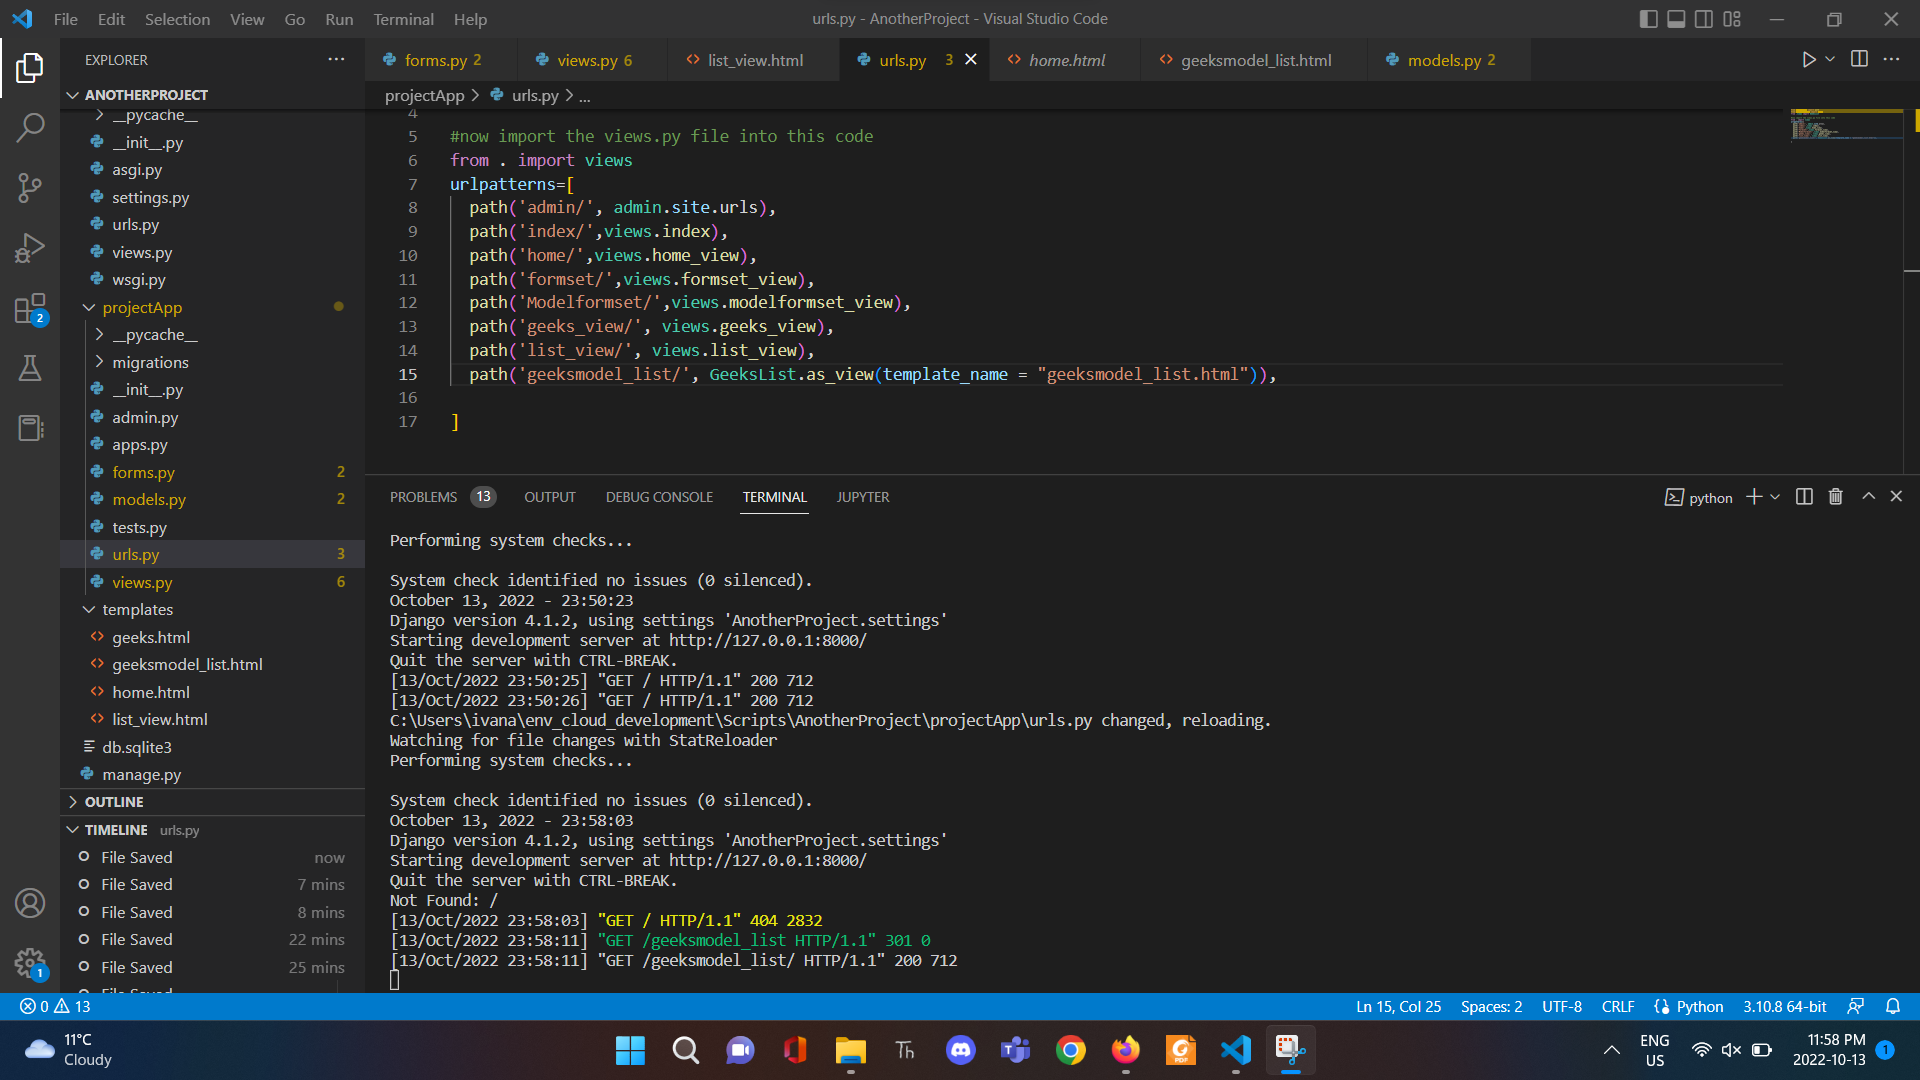 File Edit Selection View Go Run Terminal Help
urls.py - AnotherProject - Visual Studio Code
EXPLORER
forms.py 2
views.py 6
list_view.html
urls.py 3
home.html
geeksmodel_list.html
models.py 2
ANOTHERPROJECT
projectApp > urls.py > ...
__pycache__
__init__.py
asgi.py
settings.py
urls.py
views.py
wsgi.py
projectApp
__pycache__
migrations
__init__.py
admin.py
apps.py
forms.py 2
models.py 2
tests.py
urls.py 3
views.py 6
templates
geeks.html
geeksmodel_list.html
home.html
list_view.html
db.sqlite3
manage.py
OUTLINE
TIMELINE urls.py
File Saved now
File Saved 7 mins
File Saved 8 mins
File Saved 22 mins
File Saved 25 mins
File Saved
2
1
4
5 #now import the views.py file into this code
6 from . import views
7 urlpatterns=[
8 path('admin/', admin.site.urls),
9 path('index/',views.index),
10 path('home/',views.home_view),
11 path('formset/',views.formset_view),
12 path('Modelformset/',views.modelformset_view),
13 path('geeks_view/', views.geeks_view),
14 path('list_view/', views.list_view),
15 path('geeksmodel_list/', GeeksList.as_view(template_name = "geeksmodel_list.html")),
16
17 ]
PROBLEMS 13 OUTPUT DEBUG CONSOLE TERMINAL JUPYTER
python
Performing system checks...
System check identified no issues (0 silenced).
October 13, 2022 - 23:50:23
Django version 4.1.2, using settings 'AnotherProject.settings'
Starting development server at http://127.0.0.1:8000/
Quit the server with CTRL-BREAK.
[13/Oct/2022 23:50:25] "GET / HTTP/1.1" 200 712
[13/Oct/2022 23:50:26] "GET / HTTP/1.1" 200 712
C:\Users\ivana\env_cloud_development\Scripts\AnotherProject\projectApp\urls.py changed, reloading.
Watching for file changes with StatReloader
Performing system checks...
System check identified no issues (0 silenced).
October 13, 2022 - 23:58:03
Django version 4.1.2, using settings 'AnotherProject.settings'
Starting development server at http://127.0.0.1:8000/
Quit the server with CTRL-BREAK.
Not Found: /
[13/Oct/2022 23:58:03] "GET / HTTP/1.1" 404 2832
[13/Oct/2022 23:58:11] "GET /geeksmodel_list HTTP/1.1" 301 0
[13/Oct/2022 23:58:11] "GET /geeksmodel_list/ HTTP/1.1" 200 712
0 13
Ln 15, Col 25 Spaces: 2 UTF-8 CRLF Python 3.10.8 64-bit
11°C
Cloudy
Th
ENG
US
11:58 PM
2022-10-13
1